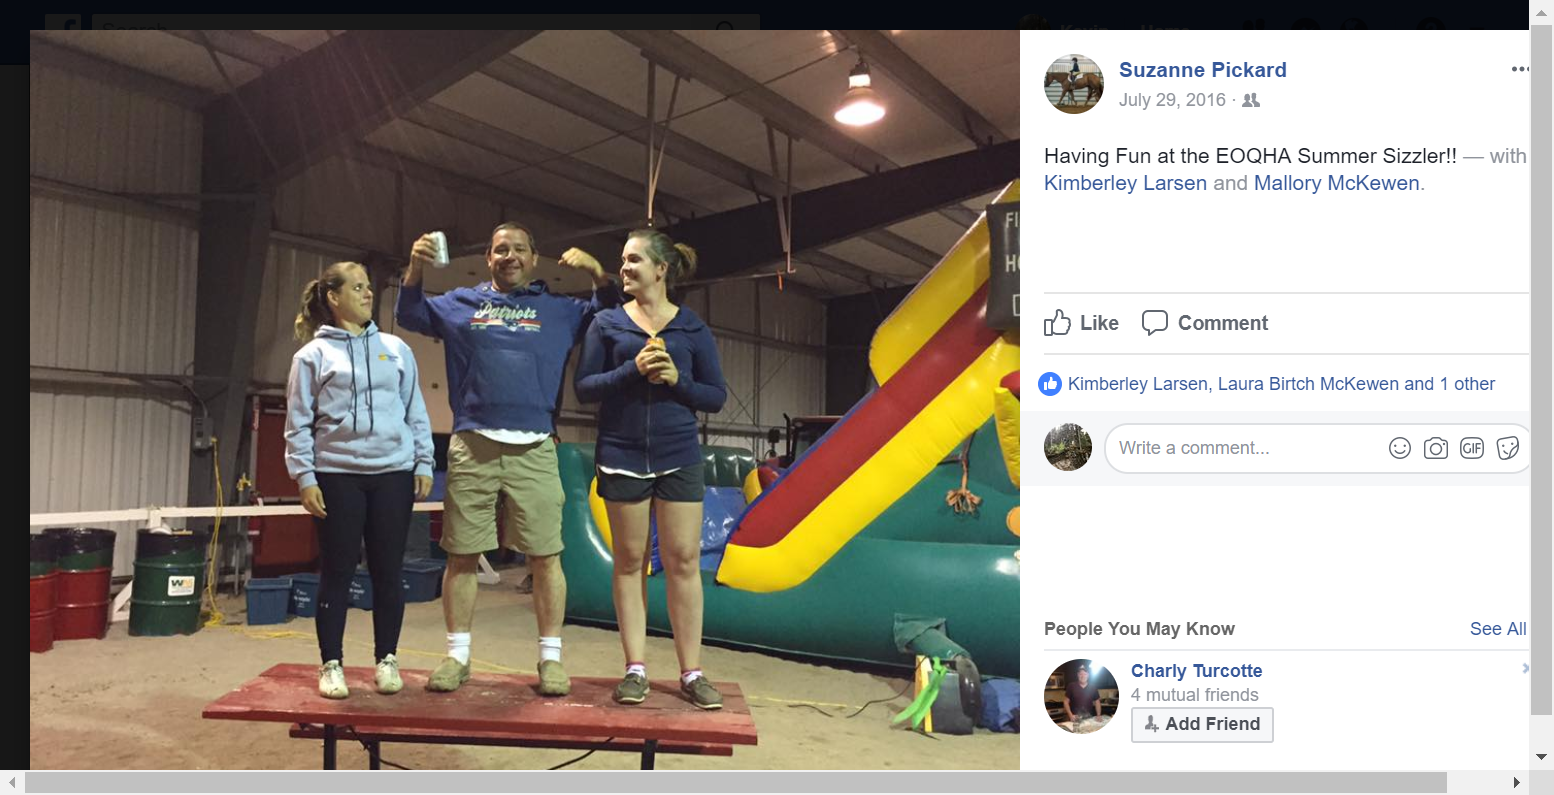 Search
Suzanne Pickard
July 29, 2016 ·
Having Fun at the EOQHA Summer Sizzler!! — with
Kimberley Larsen and Mallory McKewen.
Like Comment
Kimberley Larsen, Laura Birtch McKewen and 1 other
Write a comment...
GIF
People You May Know
See All
Charly Turcotte
4 mutual friends
Add Friend
Patriots
WM